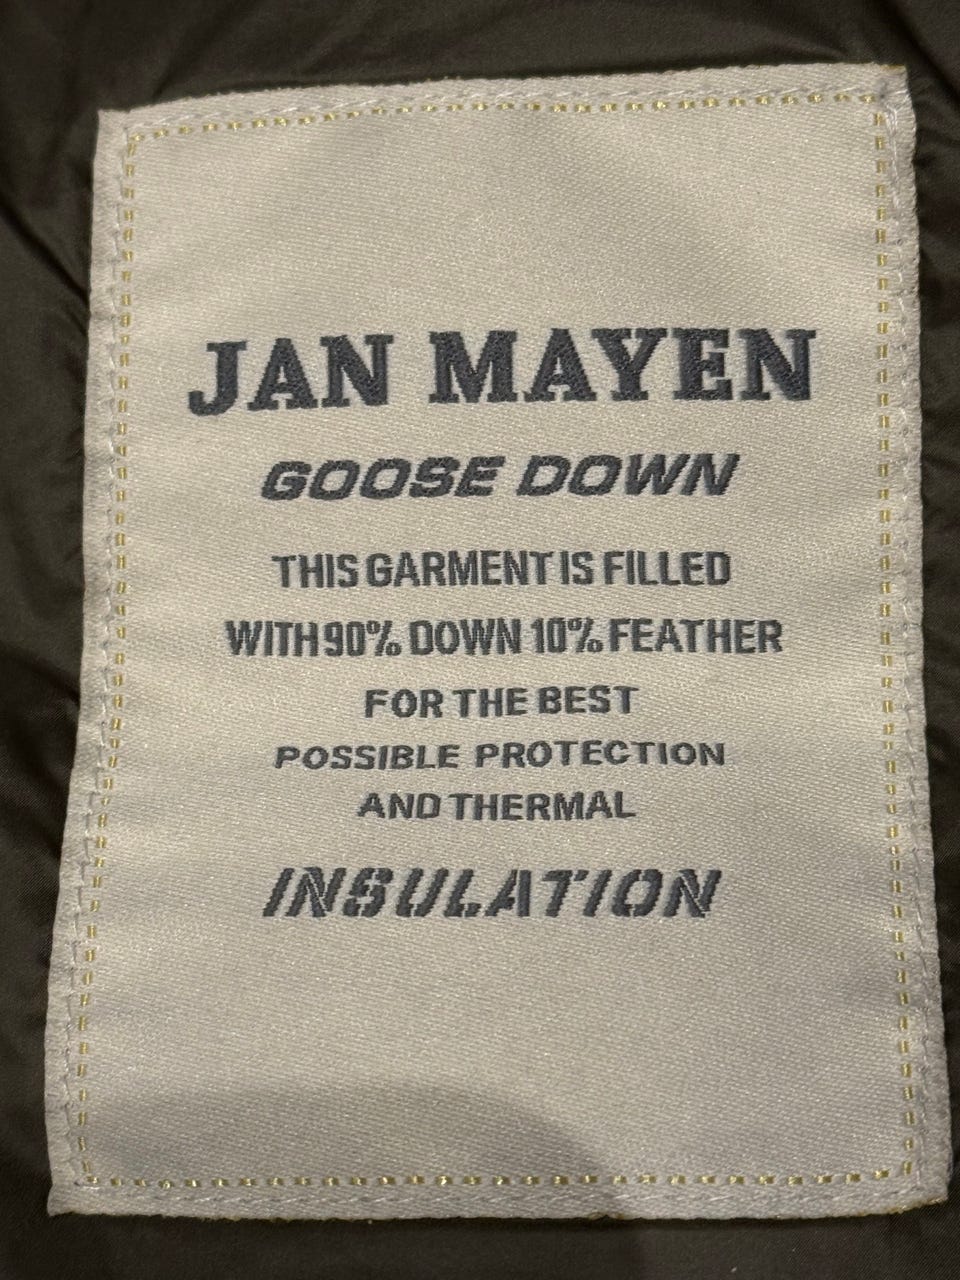 JAN MAYEN
GOOSE DOWN
THIS GARMENT IS FILLED
WITH 90% DOWN 10% FEATHER
FOR THE BEST
POSSIBLE PROTECTION
AND THERMAL
INSULATION